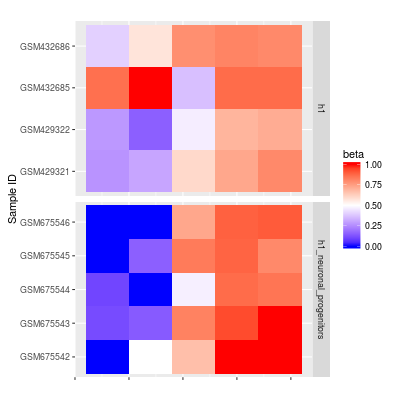 Sample ID
GSM432686
GSM432685
GSM429322
GSM429321
h1
GSM675546
GSM675545
GSM675544
GSM675543
GSM675542
h1_neuronal_progenitors
beta
1.00
0.75
0.50
0.25
0.00